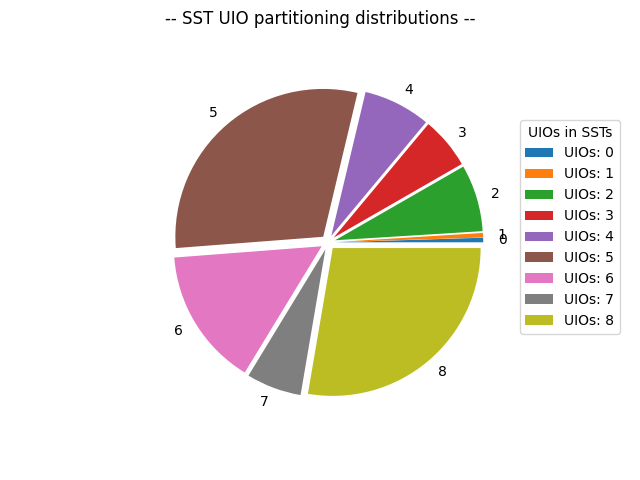 -- SST UIO partitioning distributions --
4
5
3
2
1
0
6
7
8
UIOs in SSTs
UIOs: 0
UIOs: 1
UIOs: 2
UIOs: 3
UIOs: 4
UIOs: 5
UIOs: 6
UIOs: 7
UIOs: 8